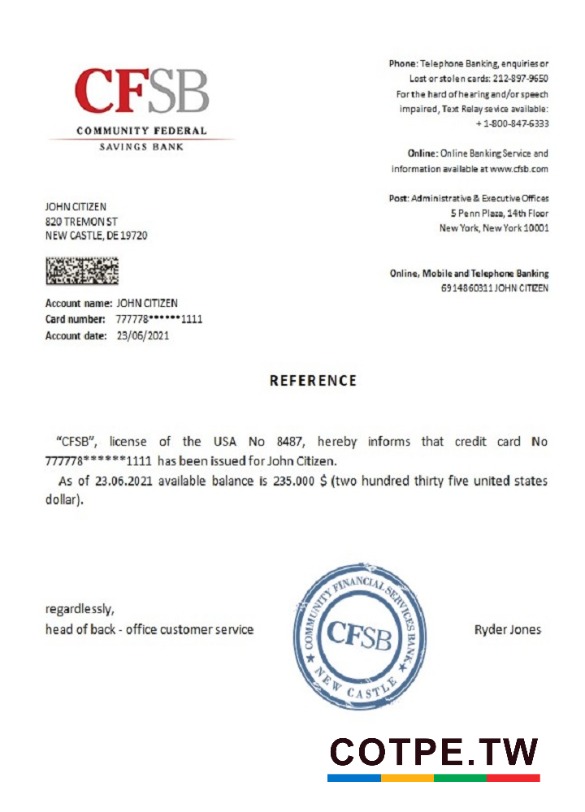 CFSB
COMMUNITY FEDERAL
SAVINGS BANK
Phone: Telephone Banking, enquiries or
Lost or stolen cards: 212-897-9650
For the hard of hearing and/or speech
impaired, Text Relay sevice available:
+ 1-800-847-6333
Online: Online Banking Service and
information available at www.cfsb.com
Post: Administrative & Executive Offices
5 Penn Plaza, 14th Floor
New York, New York 10001
JOHN CITIZEN
820 TREMON ST
NEW CASTLE, DE 19720
Online, Mobile and Telephone Banking
6914860311 JOHN CITIZEN
Account name: JOHN CITIZEN
Card number: 777778******1111
Account date: 23/06/2021
REFERENCE
"CFSB", license of the USA No 8487, hereby informs that credit card No
777778******1111 has been issued for John Citizen.
As of 23.06.2021 available balance is 235.000 $ (two hundred thirty five united states
dollar).
regardlessly,
head of back - office customer service
COMMUNITY FINANCIAL SERVICES BANK
CFSB
NEW CASTLE
Ryder Jones
COTPE.TW